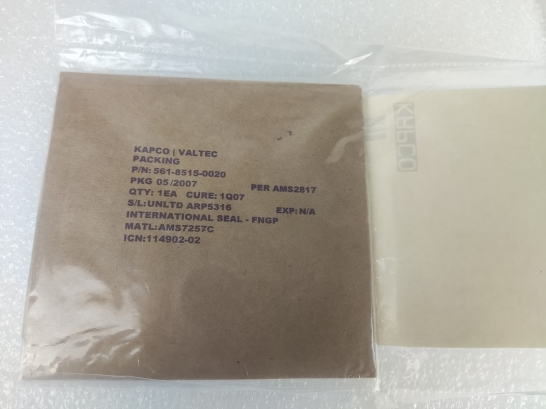 KAPCO | VALTEC
PACKING
P/N: 561-8515-0020
PKG 05/2007 PER AMS2817
QTY: 1EA CURE: 1Q07
S/L:UNLTD ARP5316 EXP:N/A
INTERNATIONAL SEAL - FNGP
MATL:AMS7257C
ICN:114902-02
KAPCO